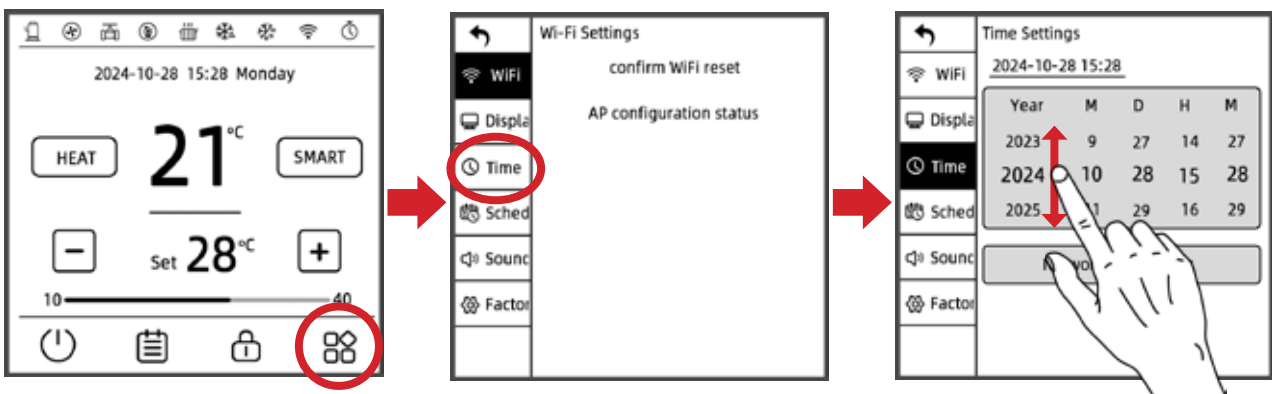 2024-10-28 15:28 Monday
HEAT
21°C
SMART
Set 28°C
10
40
Wi-Fi Settings
WiFi
confirm WiFi reset
Displa
AP configuration status
Time
Sched
Sound
Factor
Time Settings
2024-10-28 15:28
WiFi
Displa
Time
Sched
Sound
Factor
Year M D H M
2023 9 27 14 27
2024 10 28 15 28
2025 29 16 29